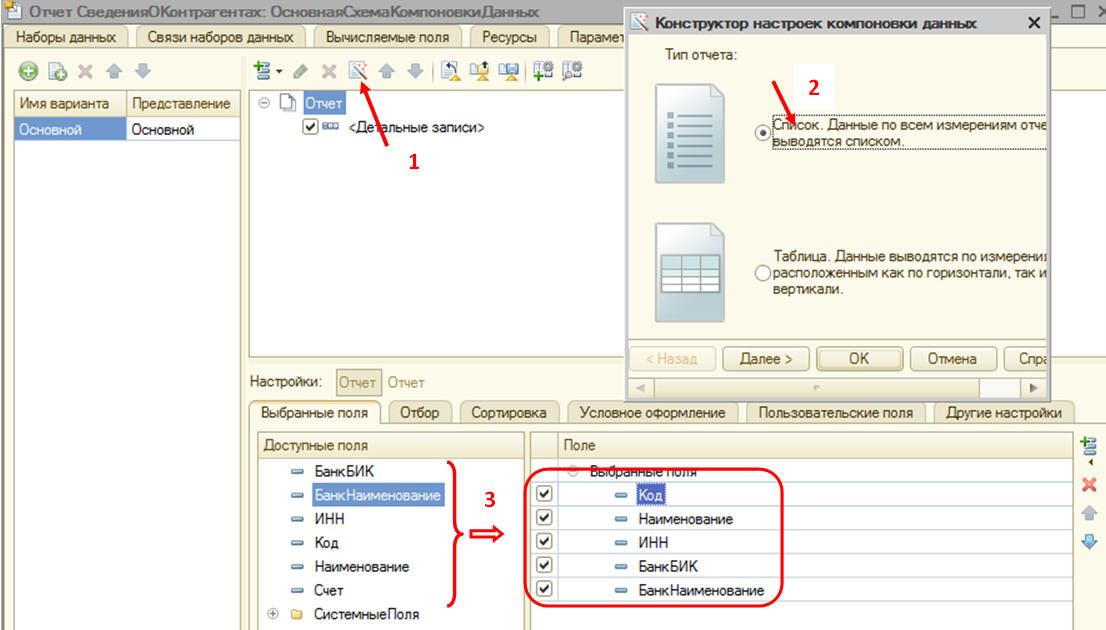 Отчет СведенияОКонтрагентах: ОсновнаяСхемаКомпоновкиДанных
Наборы данных
Связи наборов данных
Вычисляемые поля
Ресурсы
Парамет
Имя варианта
Представление
Основной
Основной
Отчет
<Детальные записи>
1
Конструктор настроек компоновки данных
Тип отчета:
2
Список. Данные по всем измерениям отче
выводятся списком.
Таблица. Данные выводятся по измерени
расположенным как по горизонтали, так и
вертикали.
< Назад
Далее >
OK
Отмена
Спра
Настройки:
Отчет
Отчет
Выбранные поля
Отбор
Сортировка
Условное оформление
Пользовательские поля
Другие настройки
Доступные поля
БанкБИК
БанкНаименование
ИНН
Код
Наименование
Счет
СистемныеПоля
3
Поле
Выбранные поля
Код
Наименование
ИНН
БанкБИК
БанкНаименование